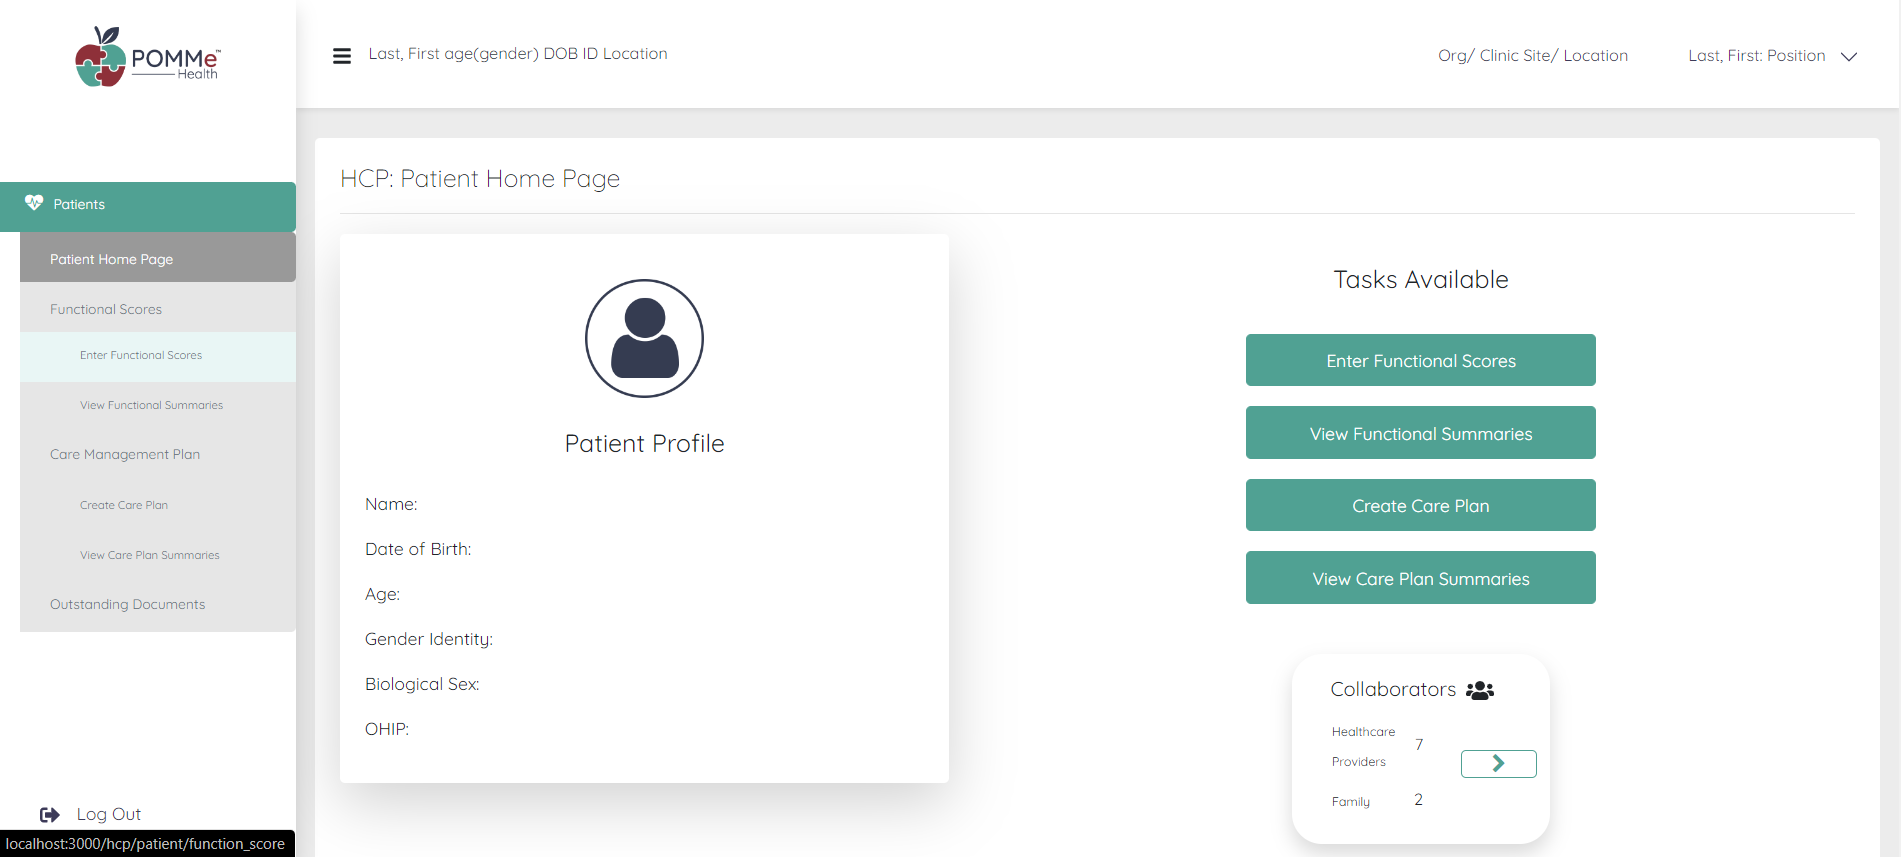 POMMe™
Health
Last, First age(gender) DOB ID Location
Org/ Clinic Site/ Location
Last, First: Position
Patients
Patient Home Page
Functional Scores
Enter Functional Scores
View Functional Summaries
Care Management Plan
Create Care Plan
View Care Plan Summaries
Outstanding Documents
Log Out
localhost:3000/hcp/patient/function_score
HCP: Patient Home Page
Patient Profile
Name:
Date of Birth:
Age:
Gender Identity:
Biological Sex:
OHIP:
Tasks Available
Enter Functional Scores
View Functional Summaries
Create Care Plan
View Care Plan Summaries
Collaborators
Healthcare
Providers
7
Family
2